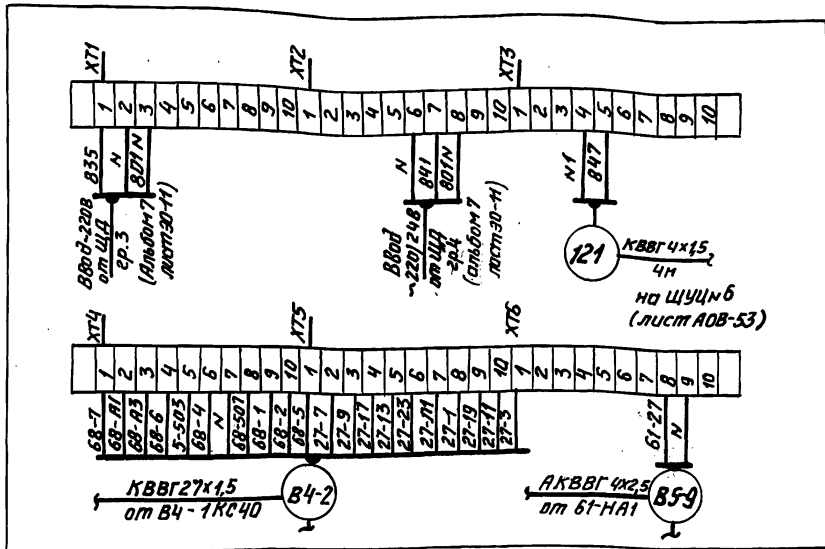 XT1
XT2
XT3
1 2 3 4 5 6 7 8 9 10 1 2 3 4 5 6 7 8 9 10 1 2 3 4 5 6 7 8 9 10
835
N
801N
N
841
801N
N1
847
Ввод-220В
от ЩД
гр.3
(Альбом 7
лист ЭО-11)
Ввод
~220/24В
от ЩД
гр.4
(альбом 7
лист ЭО-11)
121
КВВГ 4х1,5
4м
на ЩУЦN6
(лист АОВ-53)
XT4
XT5
XT6
1 2 3 4 5 6 7 8 9 10 1 2 3 4 5 6 7 8 9 10 1 2 3 4 5 6 7 8 9 10
68-7
68-А1
68-А3
68-6
5-503
68-4
N
68-507
68-1
68-2
68-5
27-7
27-9
27-17
27-13
27-23
27-Л1
27-1
27-19
27-11
27-3
61-27
N
КВВГ27х1,5
от В4-1КС40
В4-2
АКВВГ 4х2,5
от 61-НА1
В5-9